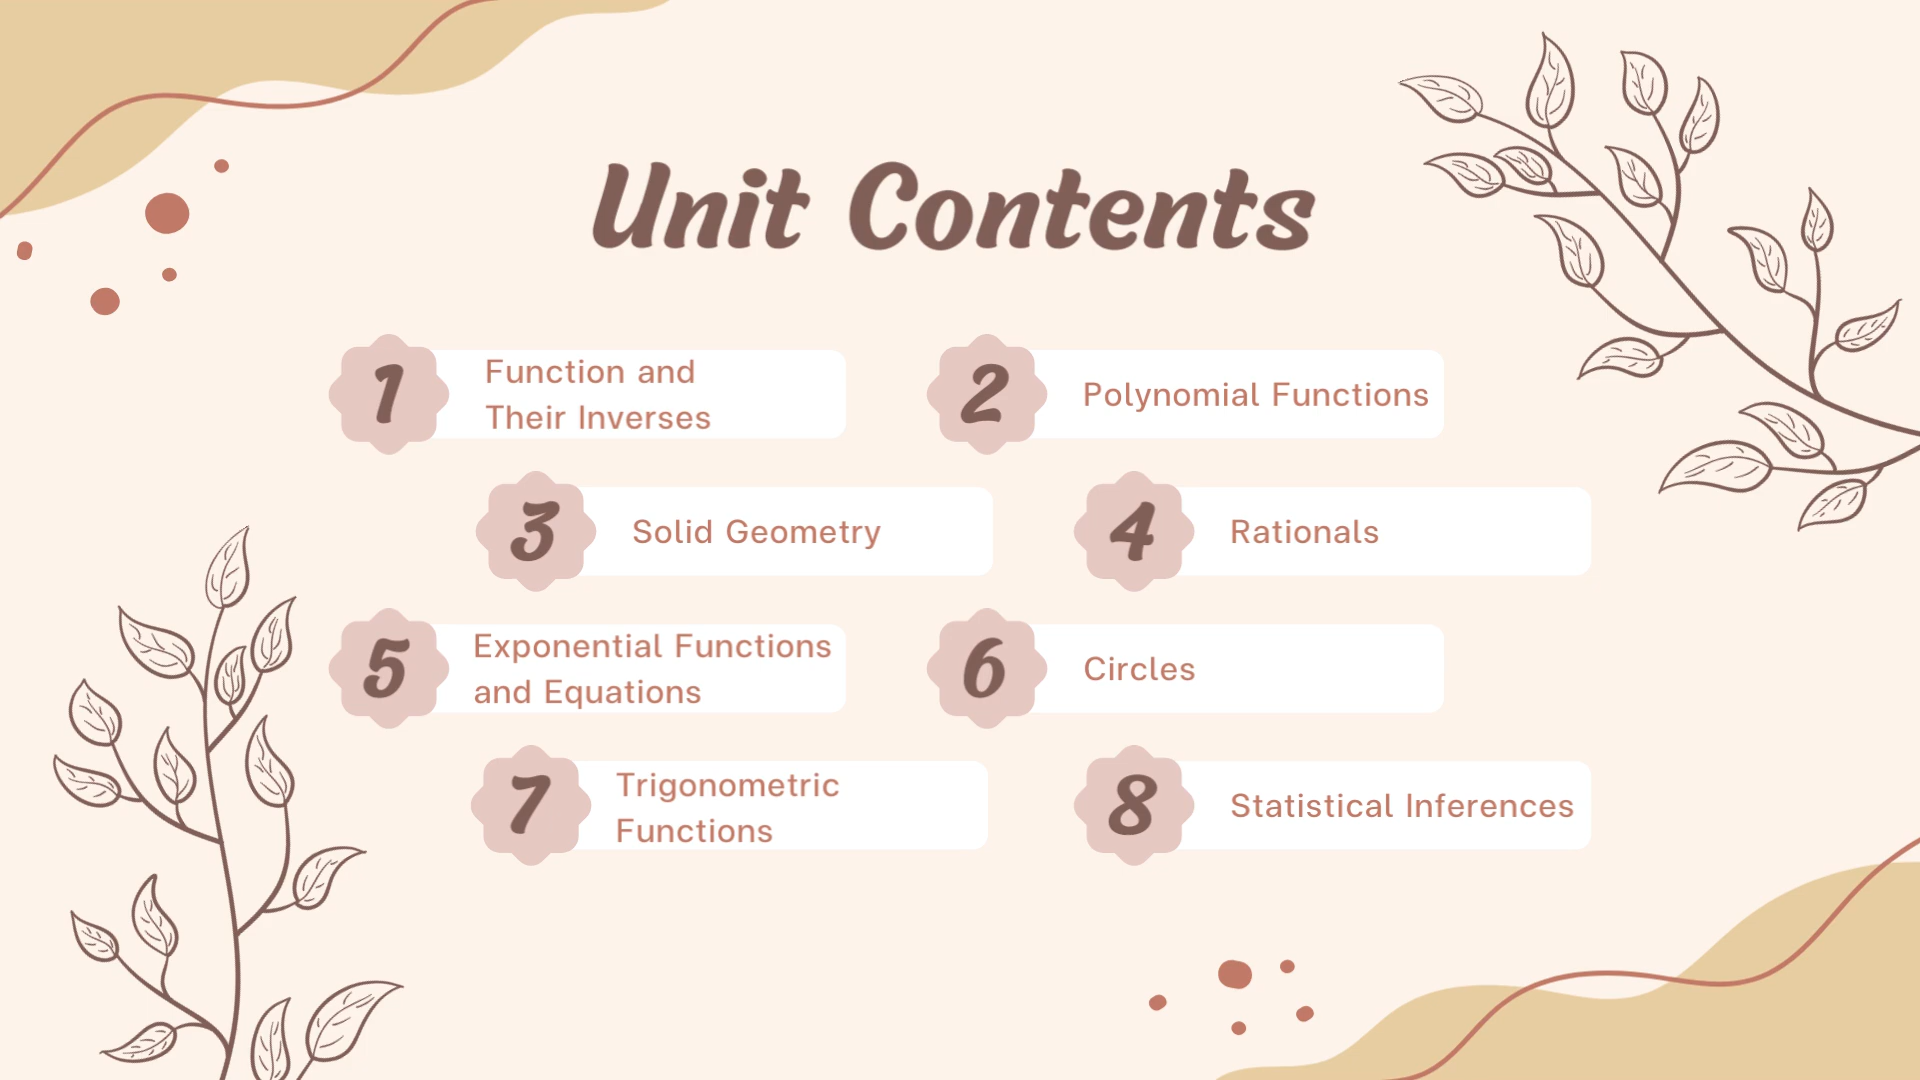 Unit Contents
1
Function and
Their Inverses
2
Polynomial Functions
3
Solid Geometry
4
Rationals
5
Exponential Functions
and Equations
6
Circles
7
Trigonometric
Functions
8
Statistical Inferences